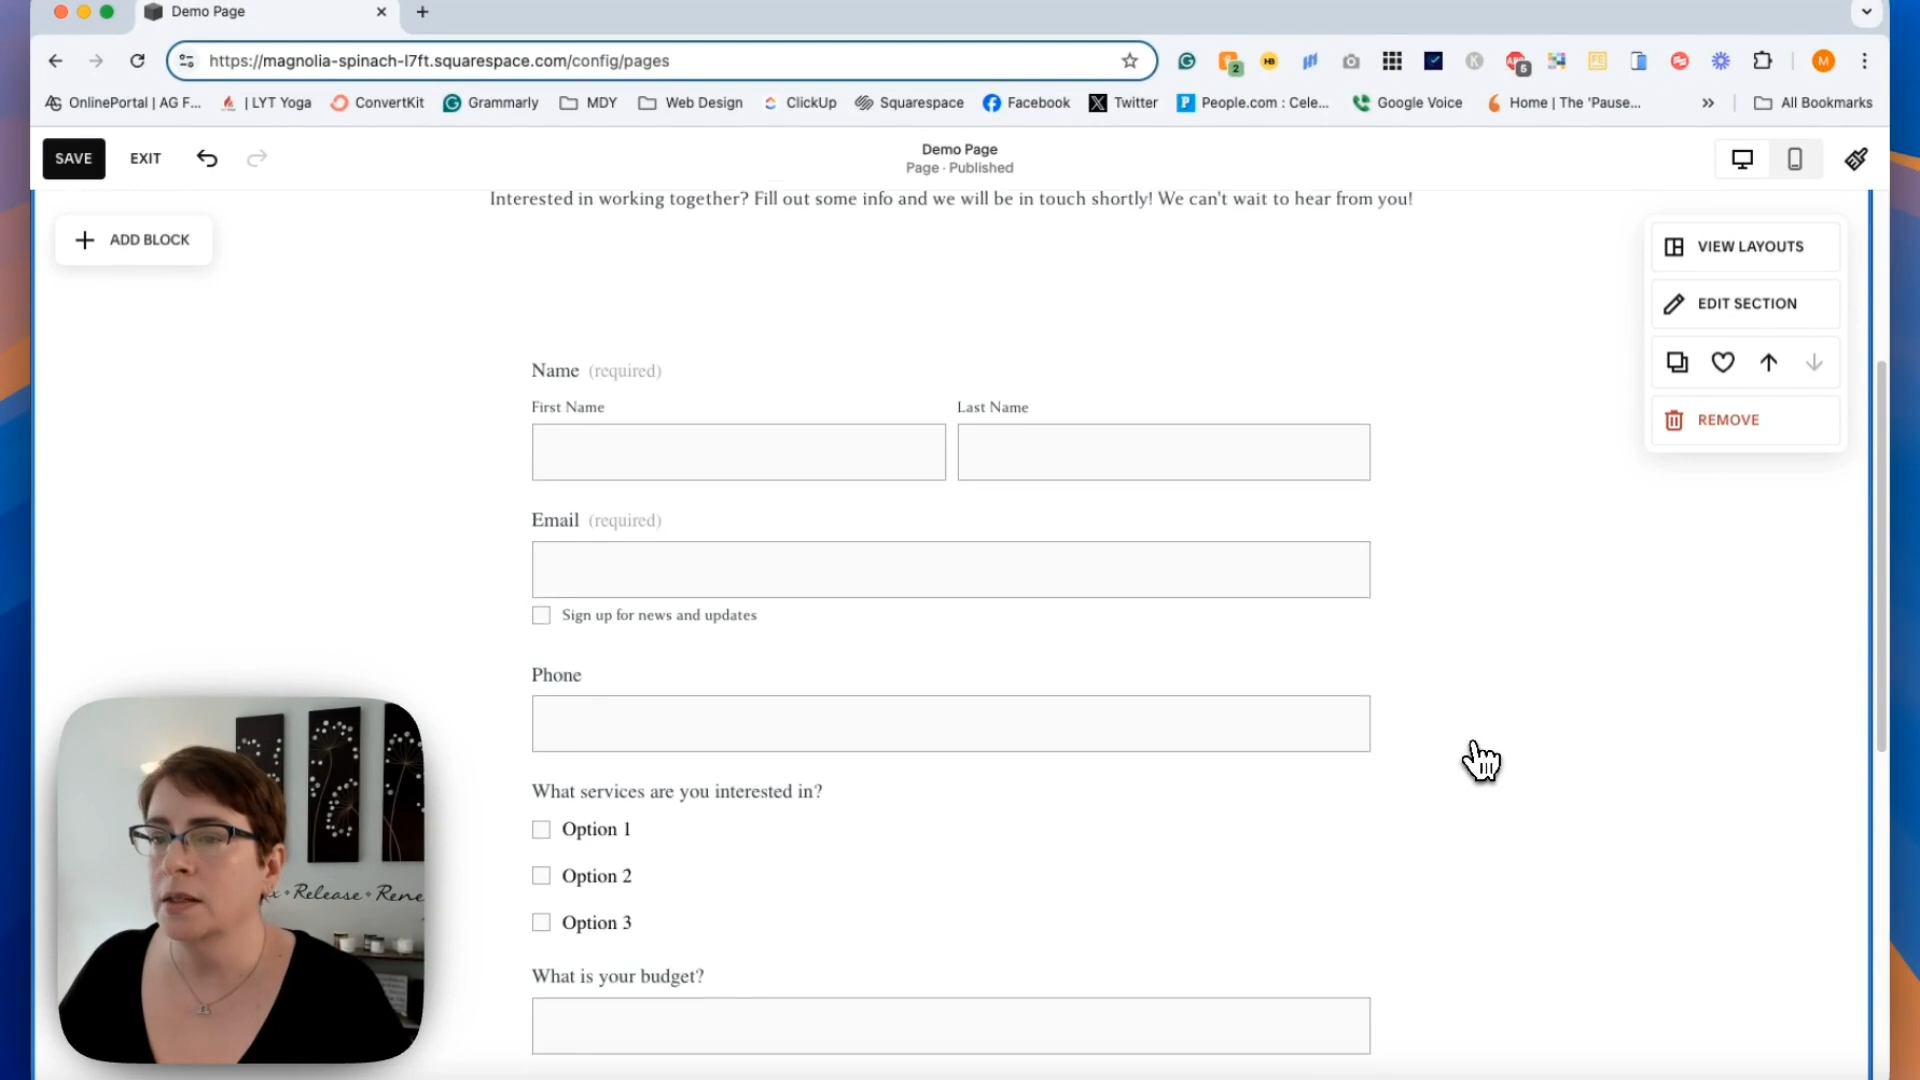 Demo Page
https://magnolia-spinach-l7ft.squarespace.com/config/pages
2
HB
5
M
AG OnlinePortal | AG F... | LYT Yoga ConvertKit Grammarly MDY Web Design ClickUp Squarespace Facebook Twitter People.com : Cele... Google Voice Home | The 'Pause... » All Bookmarks
SAVE EXIT
Demo Page
Page · Published
Interested in working together? Fill out some info and we will be in touch shortly! We can't wait to hear from you!
ADD BLOCK
VIEW LAYOUTS
EDIT SECTION
REMOVE
Name (required)
First Name Last Name
Email (required)
Sign up for news and updates
Phone
What services are you interested in?
Option 1
Option 2
Option 3
What is your budget?
Release